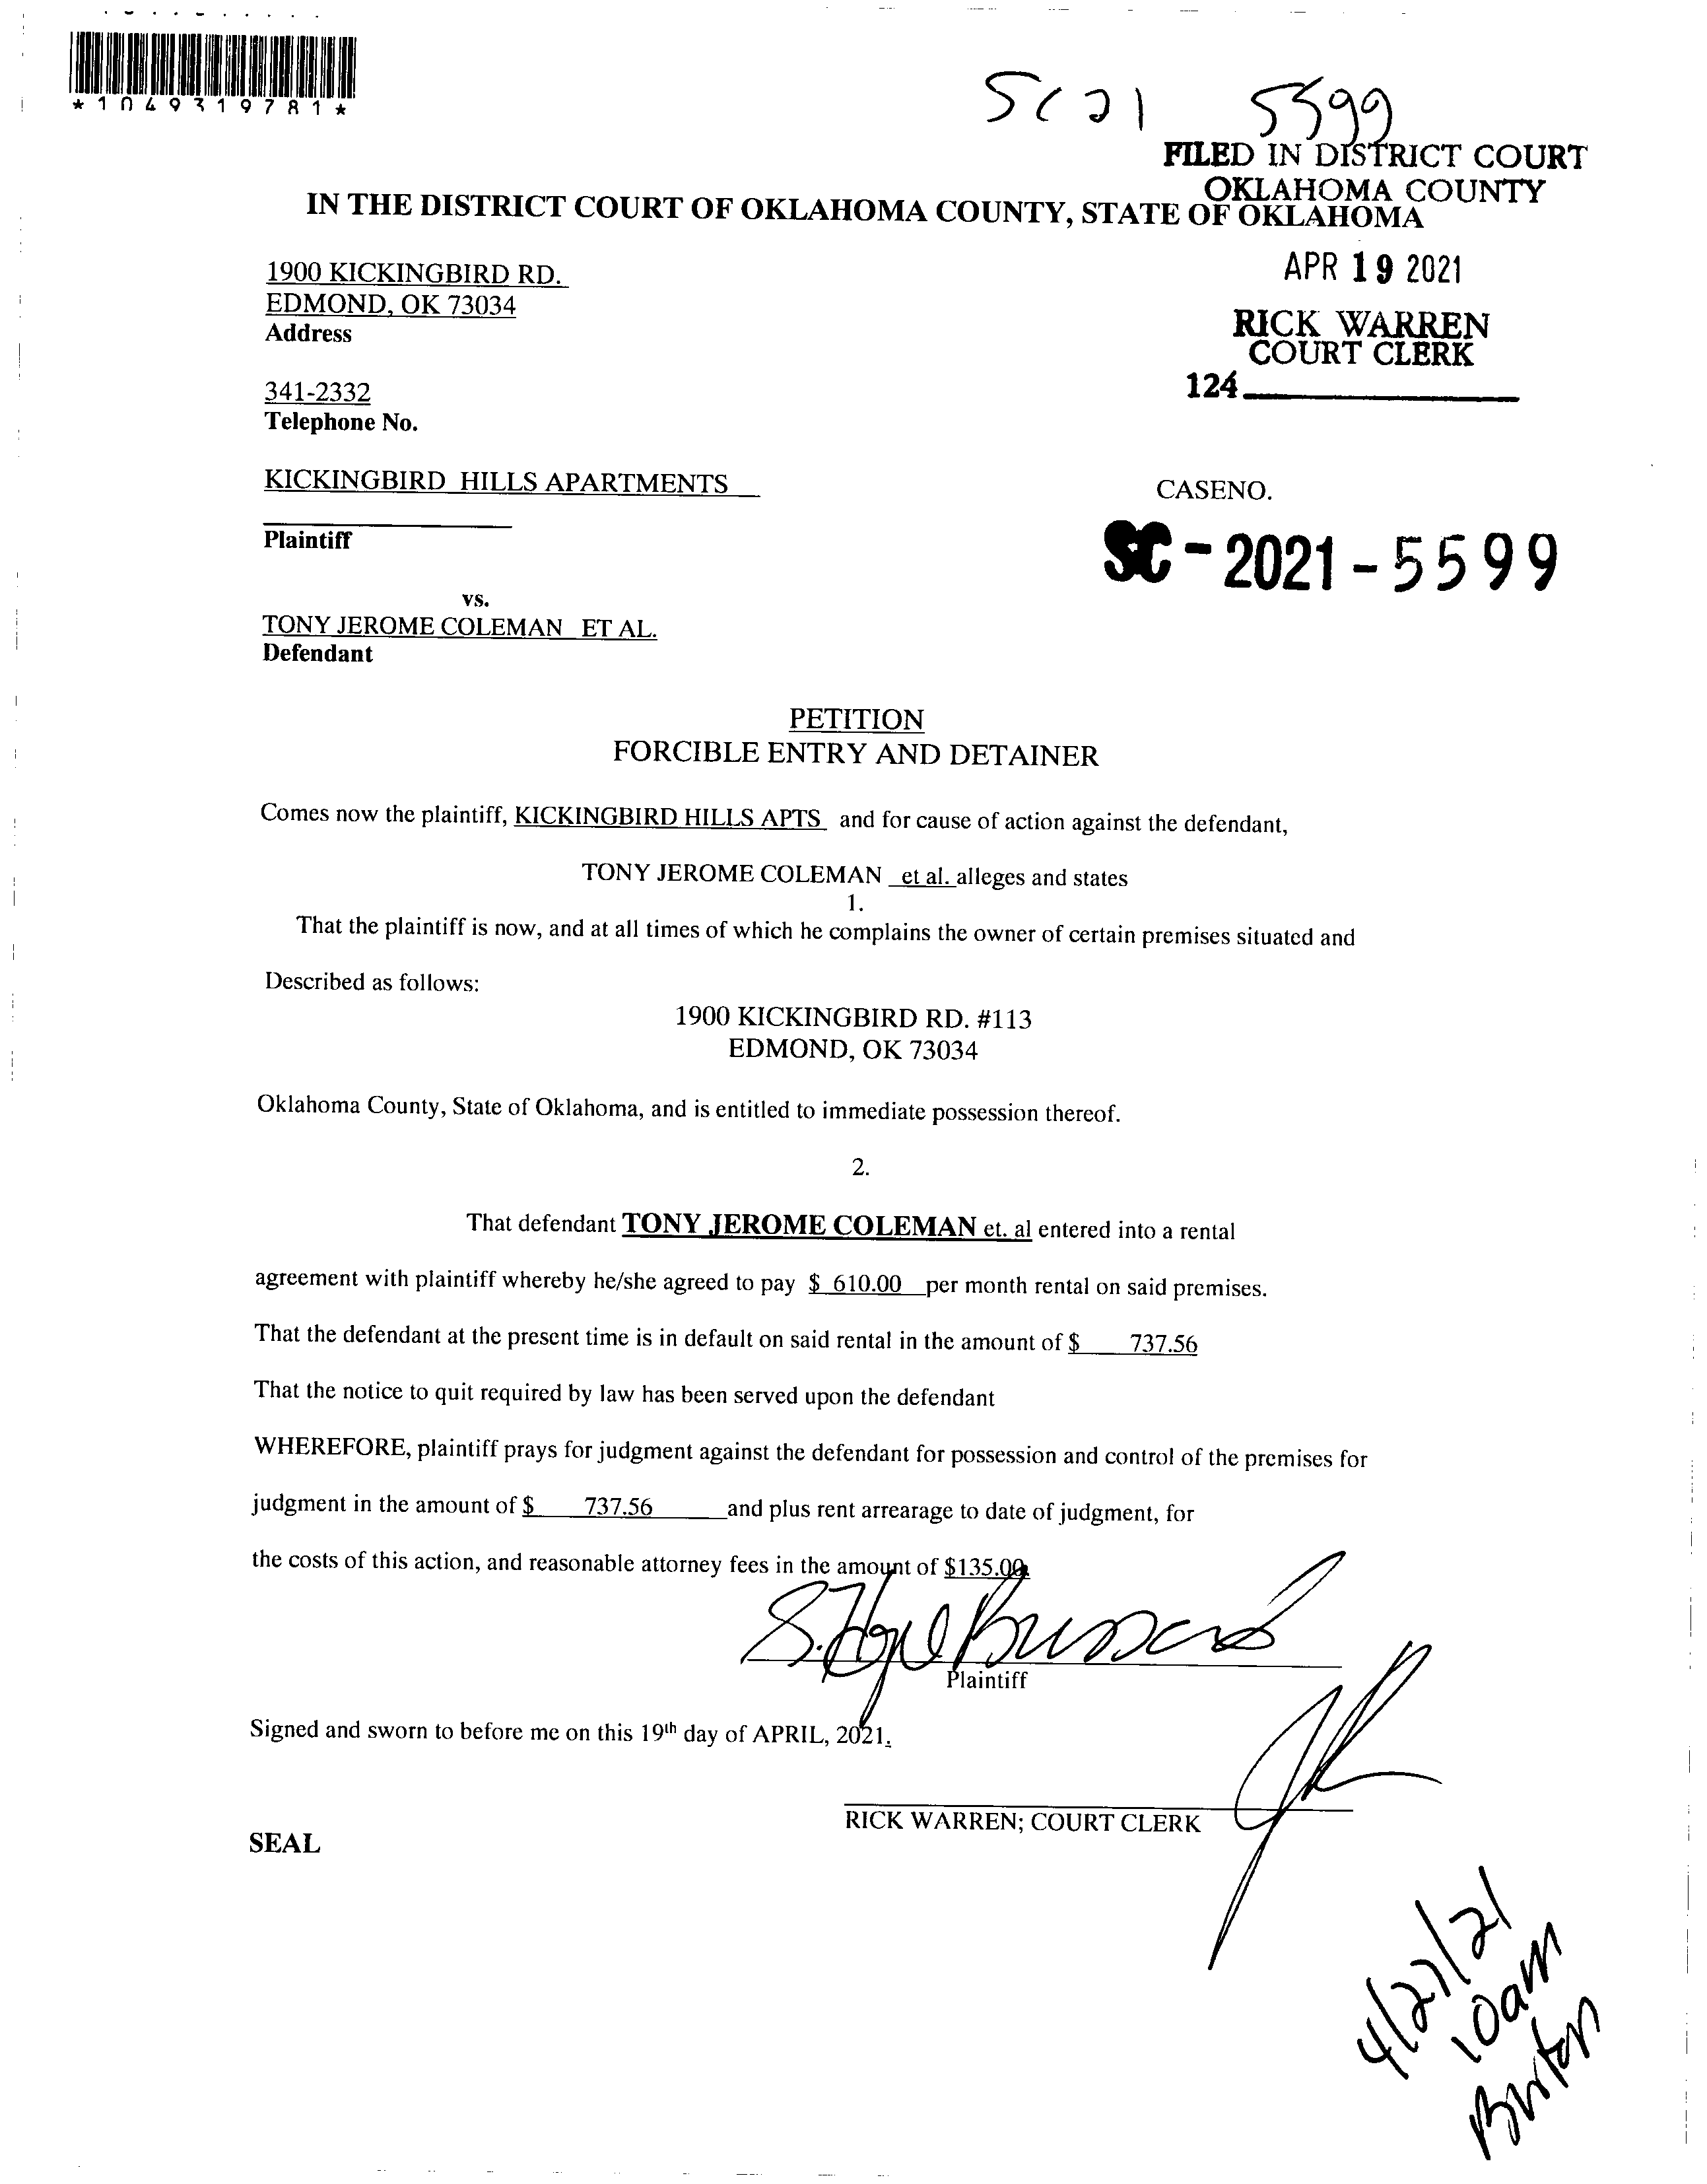 *1049319781*
SC21 5599
FILED IN DISTRICT COURT
OKLAHOMA COUNTY
IN THE DISTRICT COURT OF OKLAHOMA COUNTY, STATE OF OKLAHOMA
1900 KICKINGBIRD RD.
EDMOND, OK 73034
Address
APR 19 2021
RICK WARREN
COURT CLERK
124
341-2332
Telephone No.
KICKINGBIRD HILLS APARTMENTS
CASENO.
Plaintiff
SC-2021-5599
vs.
TONY JEROME COLEMAN ET AL.
Defendant
PETITION
FORCIBLE ENTRY AND DETAINER
Comes now the plaintiff, KICKINGBIRD HILLS APTS and for cause of action against the defendant,
TONY JEROME COLEMAN et al. alleges and states
1.
That the plaintiff is now, and at all times of which he complains the owner of certain premises situated and
Described as follows:
1900 KICKINGBIRD RD. #113
EDMOND, OK 73034
Oklahoma County, State of Oklahoma, and is entitled to immediate possession thereof.
2.
That defendant TONY JEROME COLEMAN et. al entered into a rental
agreement with plaintiff whereby he/she agreed to pay $ 610.00 per month rental on said premises.
That the defendant at the present time is in default on said rental in the amount of $ 737.56
That the notice to quit required by law has been served upon the defendant
WHEREFORE, plaintiff prays for judgment against the defendant for possession and control of the premises for
judgment in the amount of $ 737.56 and plus rent arrearage to date of judgment, for
the costs of this action, and reasonable attorney fees in the amount of $135.00.
Plaintiff
Signed and sworn to before me on this 19th day of APRIL, 2021.
RICK WARREN; COURT CLERK
SEAL
4/27/21
10am
Burton